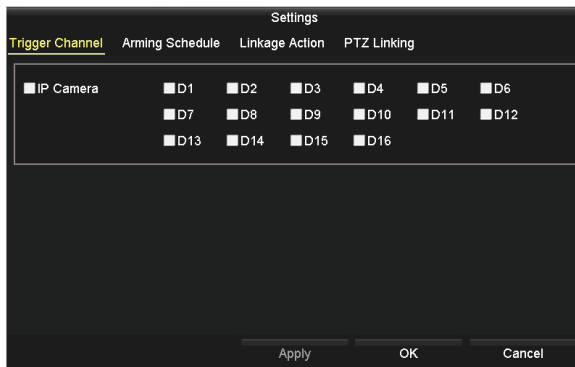 Settings
Trigger Channel Arming Schedule Linkage Action PTZ Linking
IP Camera D1 D2 D3 D4 D5 D6
D7 D8 D9 D10 D11 D12
D13 D14 D15 D16
Apply OK Cancel